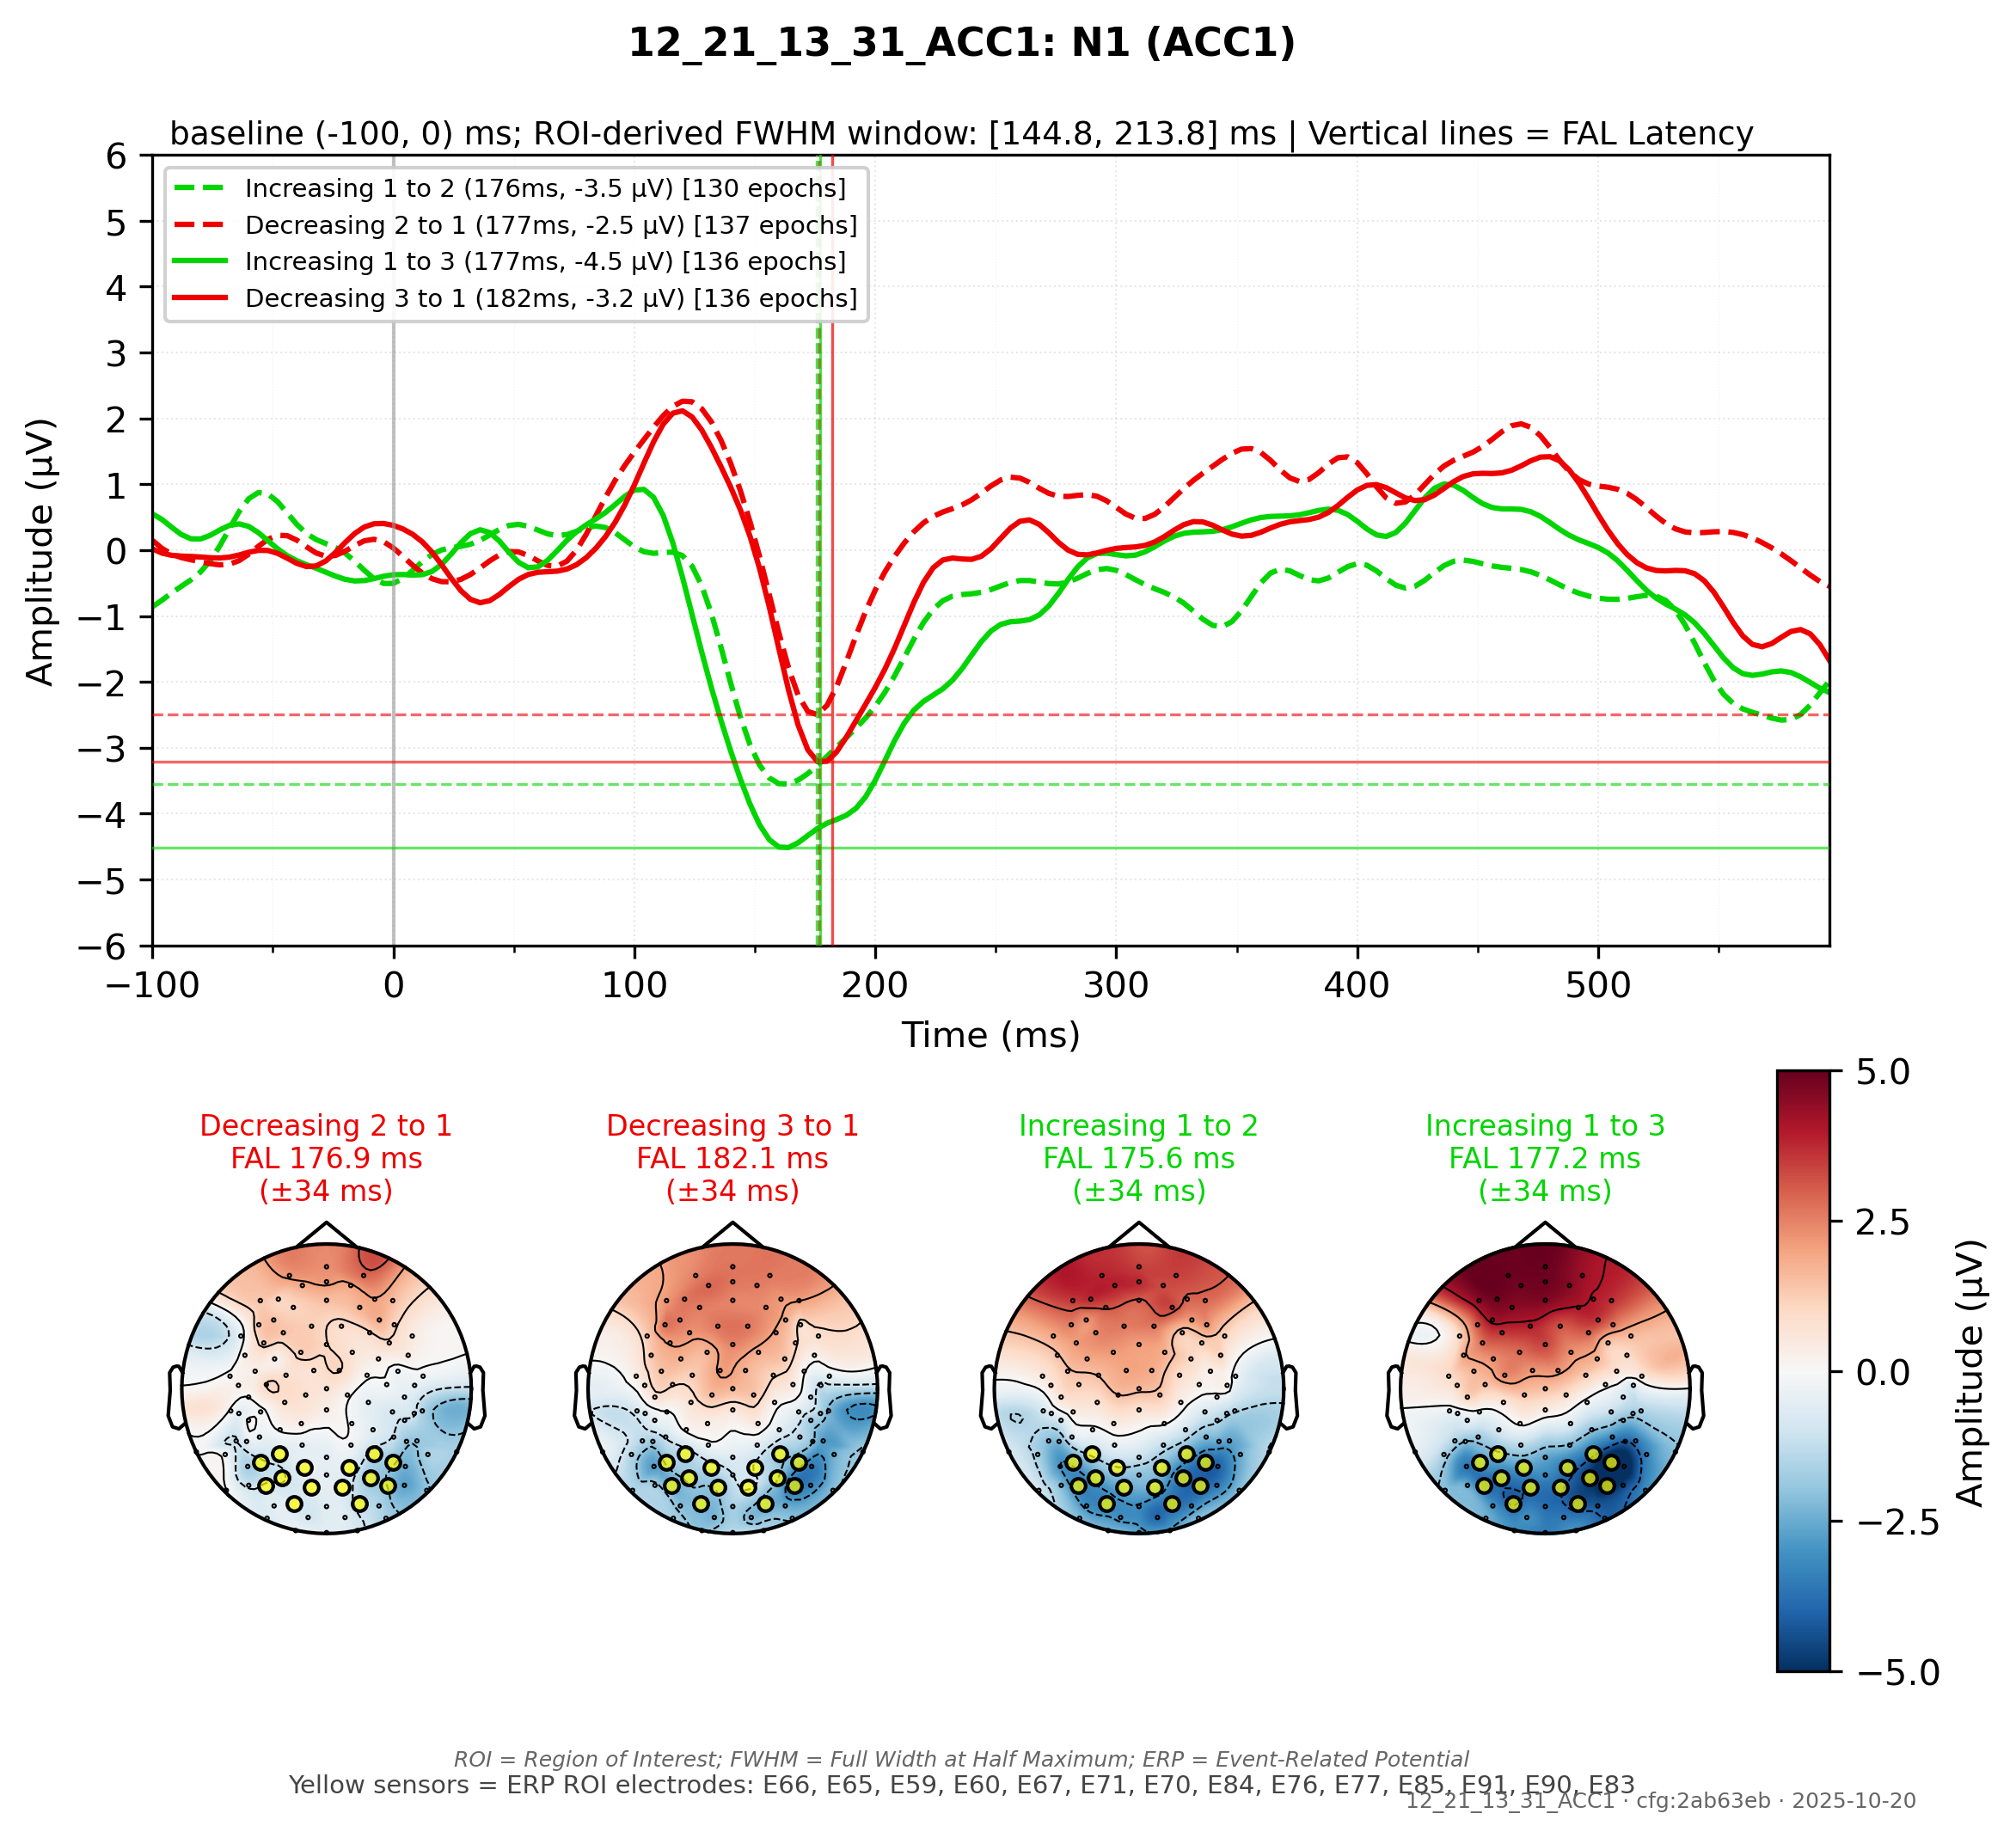 12_21_13_31_ACC1: N1 (ACC1)
baseline (-100, 0) ms; ROI-derived FWHM window: [144.8, 213.8] ms | Vertical lines = FAL Latency
Increasing 1 to 2 (176ms, -3.5 µV) [130 epochs]
Decreasing 2 to 1 (177ms, -2.5 µV) [137 epochs]
Increasing 1 to 3 (177ms, -4.5 µV) [136 epochs]
Decreasing 3 to 1 (182ms, -3.2 µV) [136 epochs]
Amplitude (µV)
6
5
4
3
2
1
0
−1
−2
−3
−4
−5
−6
−100 0 100 200 300 400 500
Time (ms)
Decreasing 2 to 1
FAL 176.9 ms
(±34 ms)
Decreasing 3 to 1
FAL 182.1 ms
(±34 ms)
Increasing 1 to 2
FAL 175.6 ms
(±34 ms)
Increasing 1 to 3
FAL 177.2 ms
(±34 ms)
5.0
2.5
0.0
−2.5
−5.0
Amplitude (µV)
ROI = Region of Interest; FWHM = Full Width at Half Maximum; ERP = Event-Related Potential
Yellow sensors = ERP ROI electrodes: E66, E65, E59, E60, E67, E71, E70, E84, E76, E77, E85, E91, E90, E83
12_21_13_31_ACC1 · cfg:2ab63eb · 2025-10-20